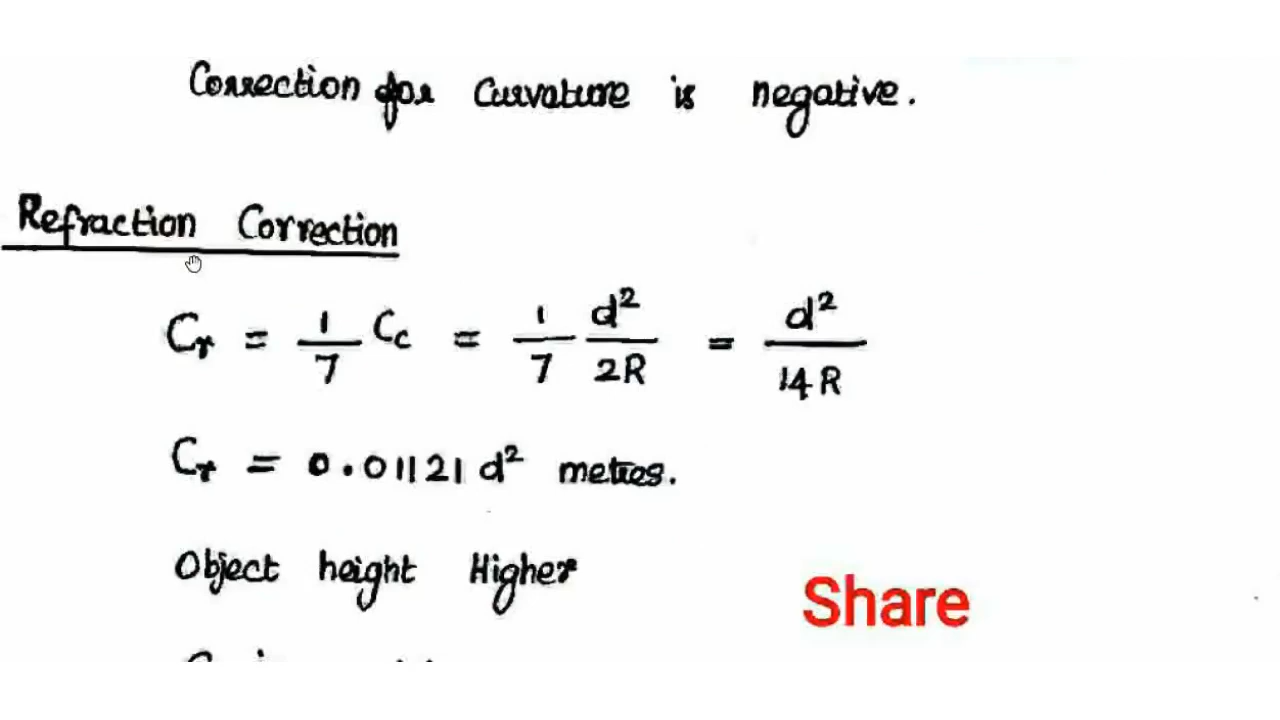 Correction for Curvature is negative.
Refraction Correction
Cr = 1/7 Cc = 1/7 d²/2R = d²/14R
Cr = 0.01121 d² metres.
Object height Higher
Share